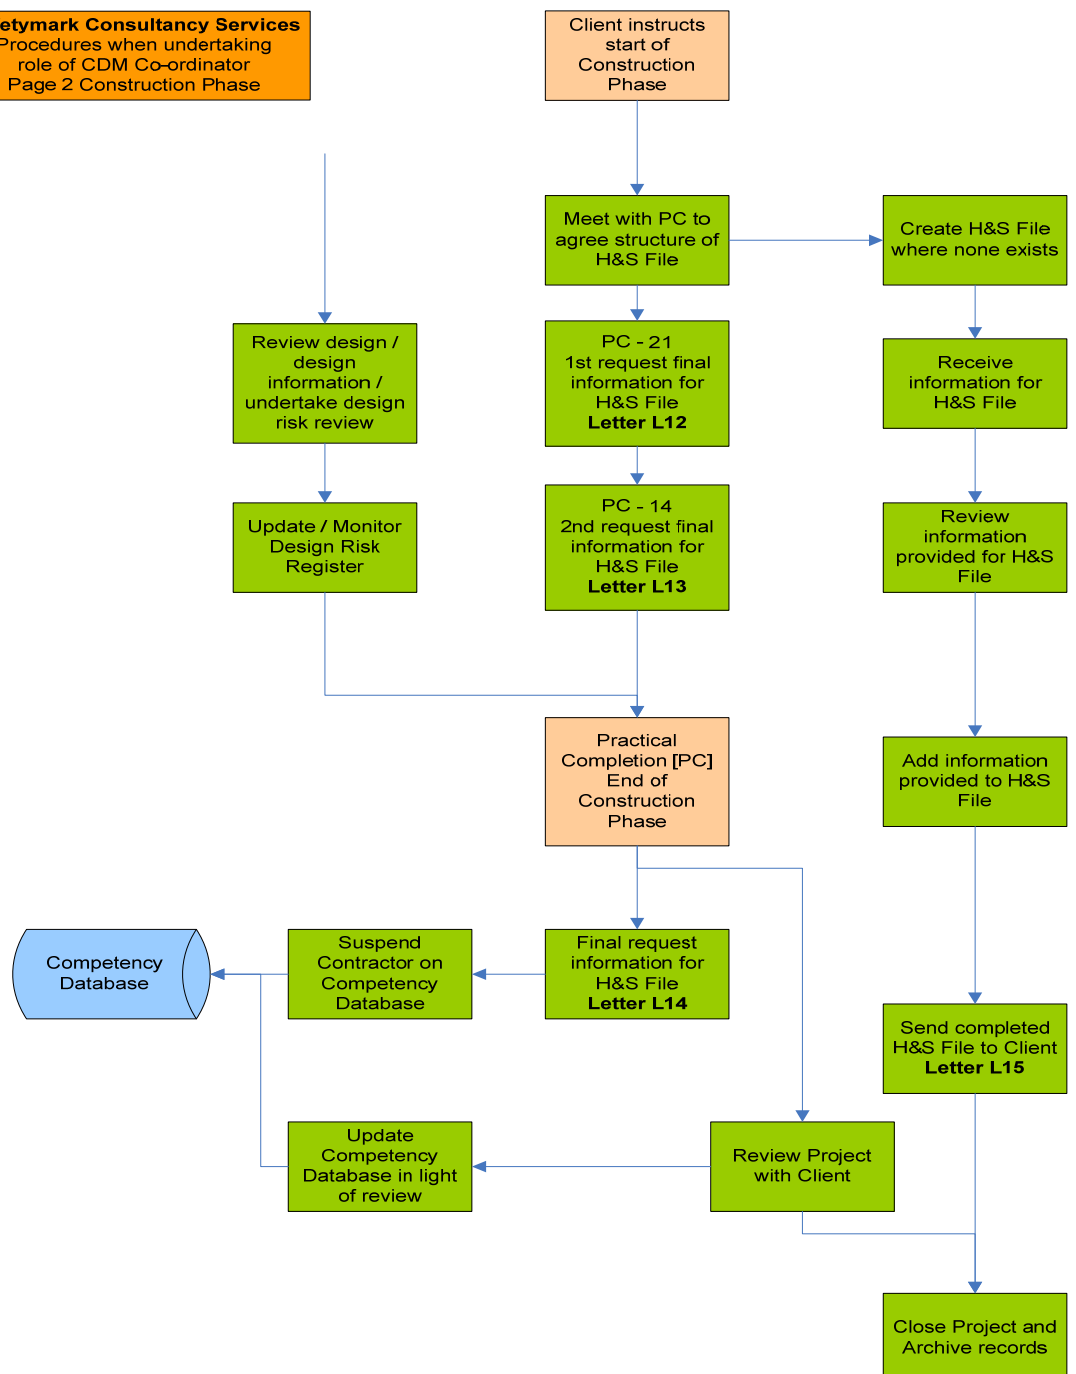 etymark Consultancy Services
Procedures when undertaking
role of CDM Co-ordinator
Page 2 Construction Phase
Client instructs
start of
Construction
Phase
Meet with PC to
agree structure of
H&S File
Create H&S File
where none exists
Review design /
design
information /
undertake design
risk review
PC - 21
1st request final
information for
H&S File
Letter L12
Receive
information for
H&S File
Update / Monitor
Design Risk
Register
PC - 14
2nd request final
information for
H&S File
Letter L13
Review
information
provided for H&S
File
Practical
Completion [PC]
End of
Construction
Phase
Add information
provided to H&S
File
Competency
Database
Suspend
Contractor on
Competency
Database
Final request
information for
H&S File
Letter L14
Send completed
H&S File to Client
Letter L15
Update
Competency
Database in light
of review
Review Project
with Client
Close Project and
Archive records